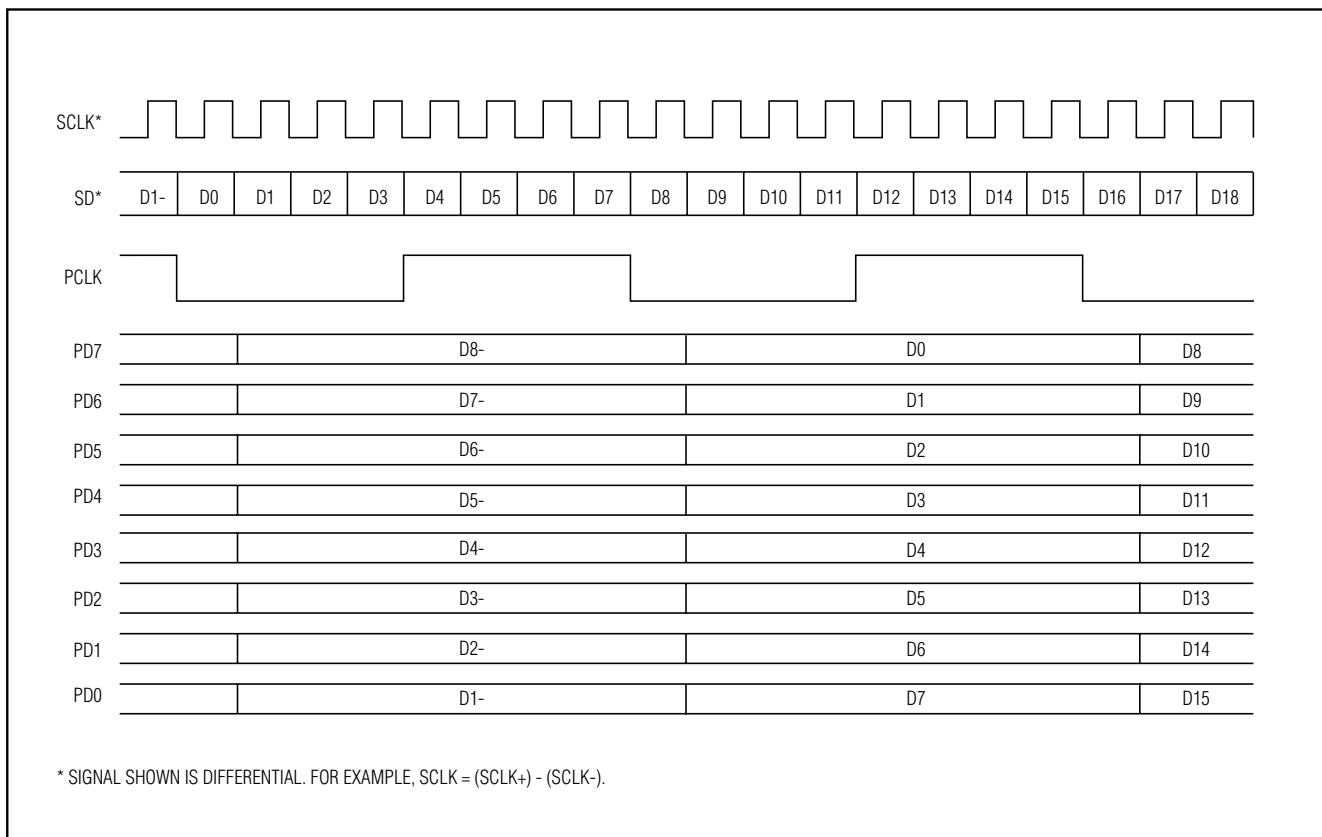 SCLK*
SD* D1- D0 D1 D2 D3 D4 D5 D6 D7 D8 D9 D10 D11 D12 D13 D14 D15 D16 D17 D18
PCLK
PD7 D8- D0 D8
PD6 D7- D1 D9
PD5 D6- D2 D10
PD4 D5- D3 D11
PD3 D4- D4 D12
PD2 D3- D5 D13
PD1 D2- D6 D14
PD0 D1- D7 D15
* SIGNAL SHOWN IS DIFFERENTIAL. FOR EXAMPLE, SCLK = (SCLK+) - (SCLK-).